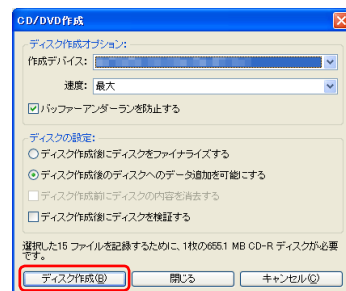 CD/DVD作成
ディスク作成オプション:
作成デバイス:
速度: 最大
バッファーアンダーランを防止する
ディスクの設定:
ディスク作成後にディスクをファイナライズする
ディスク作成後のディスクへのデータ追加を可能にする
ディスク作成前にディスクの内容を消去する
ディスク作成後にディスクを検証する
選択した15 ファイルを記録するために、1枚の655.1 MB CD-R ディスクが必要
です。
ディスク作成(B) 閉じる キャンセル(C)